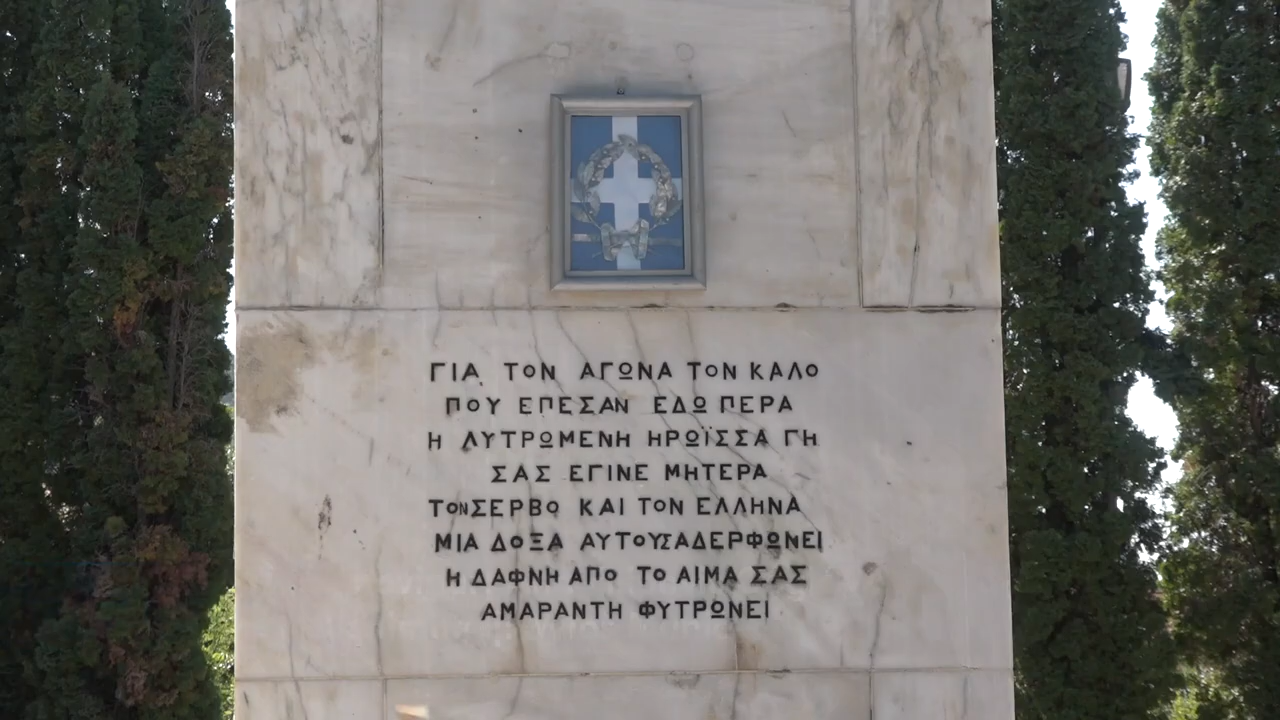 ΓΙΑ ΤΟΝ ΑΓΩΝΑ ΤΟΝ ΚΑΛΟ
ΠΟΥ ΕΠΕΣΑΝ ΕΔΩ ΠΕΡΑ
Η ΛΥΤΡΩΜΕΝΗ ΗΡΩΪΣΣΑ ΓΗ
ΣΑΣ ΕΓΙΝΕ ΜΗΤΕΡΑ
ΤΟΝ ΣΕΡΒΟ ΚΑΙ ΤΟΝ ΕΛΛΗΝΑ
ΜΙΑ ΔΟΞΑ ΑΥΤΟΥΣ ΑΔΕΡΦΩΝΕΙ
Η ΔΑΦΝΗ ΑΠΟ ΤΟ ΑΙΜΑ ΣΑΣ
ΑΜΑΡΑΝΤΗ ΦΥΤΡΩΝΕΙ